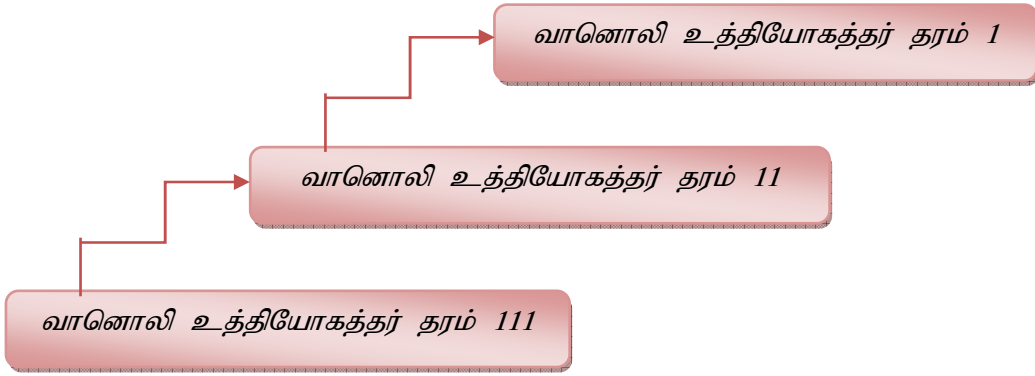 வானொலி உத்தியோகத்தர் தரம் 1
வானொலி உத்தியோகத்தர் தரம் 11
வானொலி உத்தியோகத்தர் தரம் 111